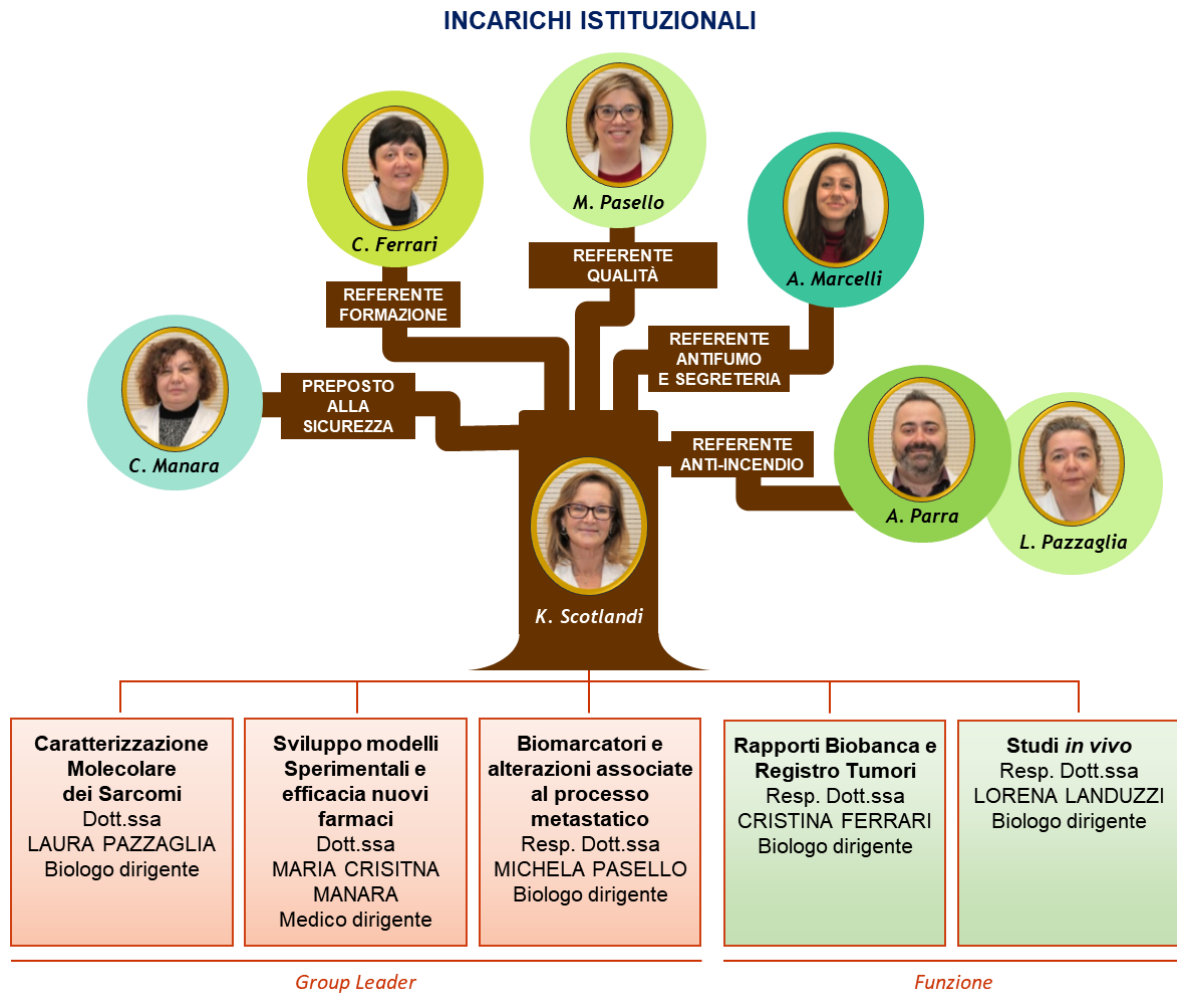 INCARICHI ISTITUZIONALI
M. Pasello
C. Ferrari
A. Marcelli
REFERENTE
QUALITÀ
REFERENTE
FORMAZIONE
REFERENTE
ANTIFUMO
E SEGRETERIA
PREPOSTO
ALLA
SICUREZZA
C. Manara
REFERENTE
ANTI-INCENDIO
A. Parra
L. Pazzaglia
K. Scotlandi
Caratterizzazione
Molecolare
dei Sarcomi
Dott.ssa
LAURA PAZZAGLIA
Biologo dirigente
Sviluppo modelli
Sperimentali e
efficacia nuovi
farmaci
Dott.ssa
MARIA CRISITNA
MANARA
Medico dirigente
Biomarcatori e
alterazioni associate
al processo
metastatico
Resp. Dott.ssa
MICHELA PASELLO
Biologo dirigente
Rapporti Biobanca e
Registro Tumori
Resp. Dott.ssa
CRISTINA FERRARI
Biologo dirigente
Studi in vivo
Resp. Dott.ssa
LORENA LANDUZZI
Biologo dirigente
Group Leader
Funzione